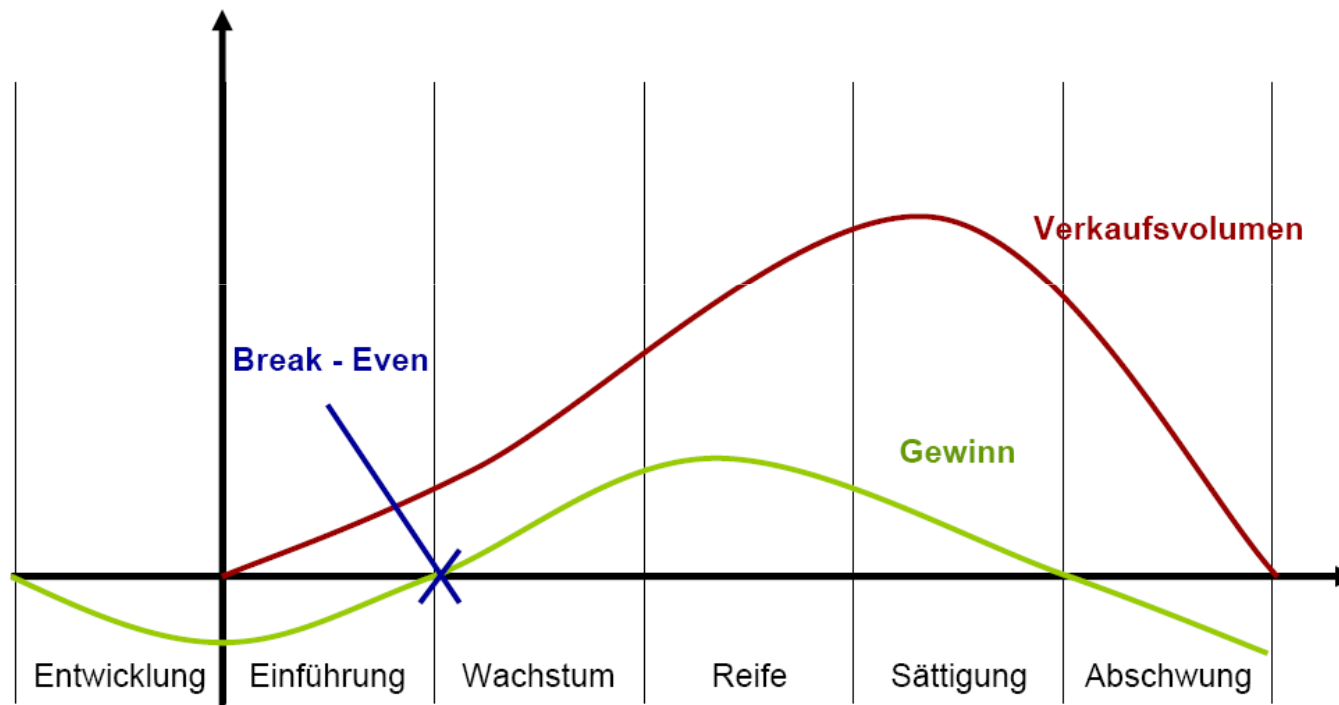 Verkaufsvolumen
Break - Even
Gewinn
Entwicklung
Einführung
Wachstum
Reife
Sättigung
Abschwung